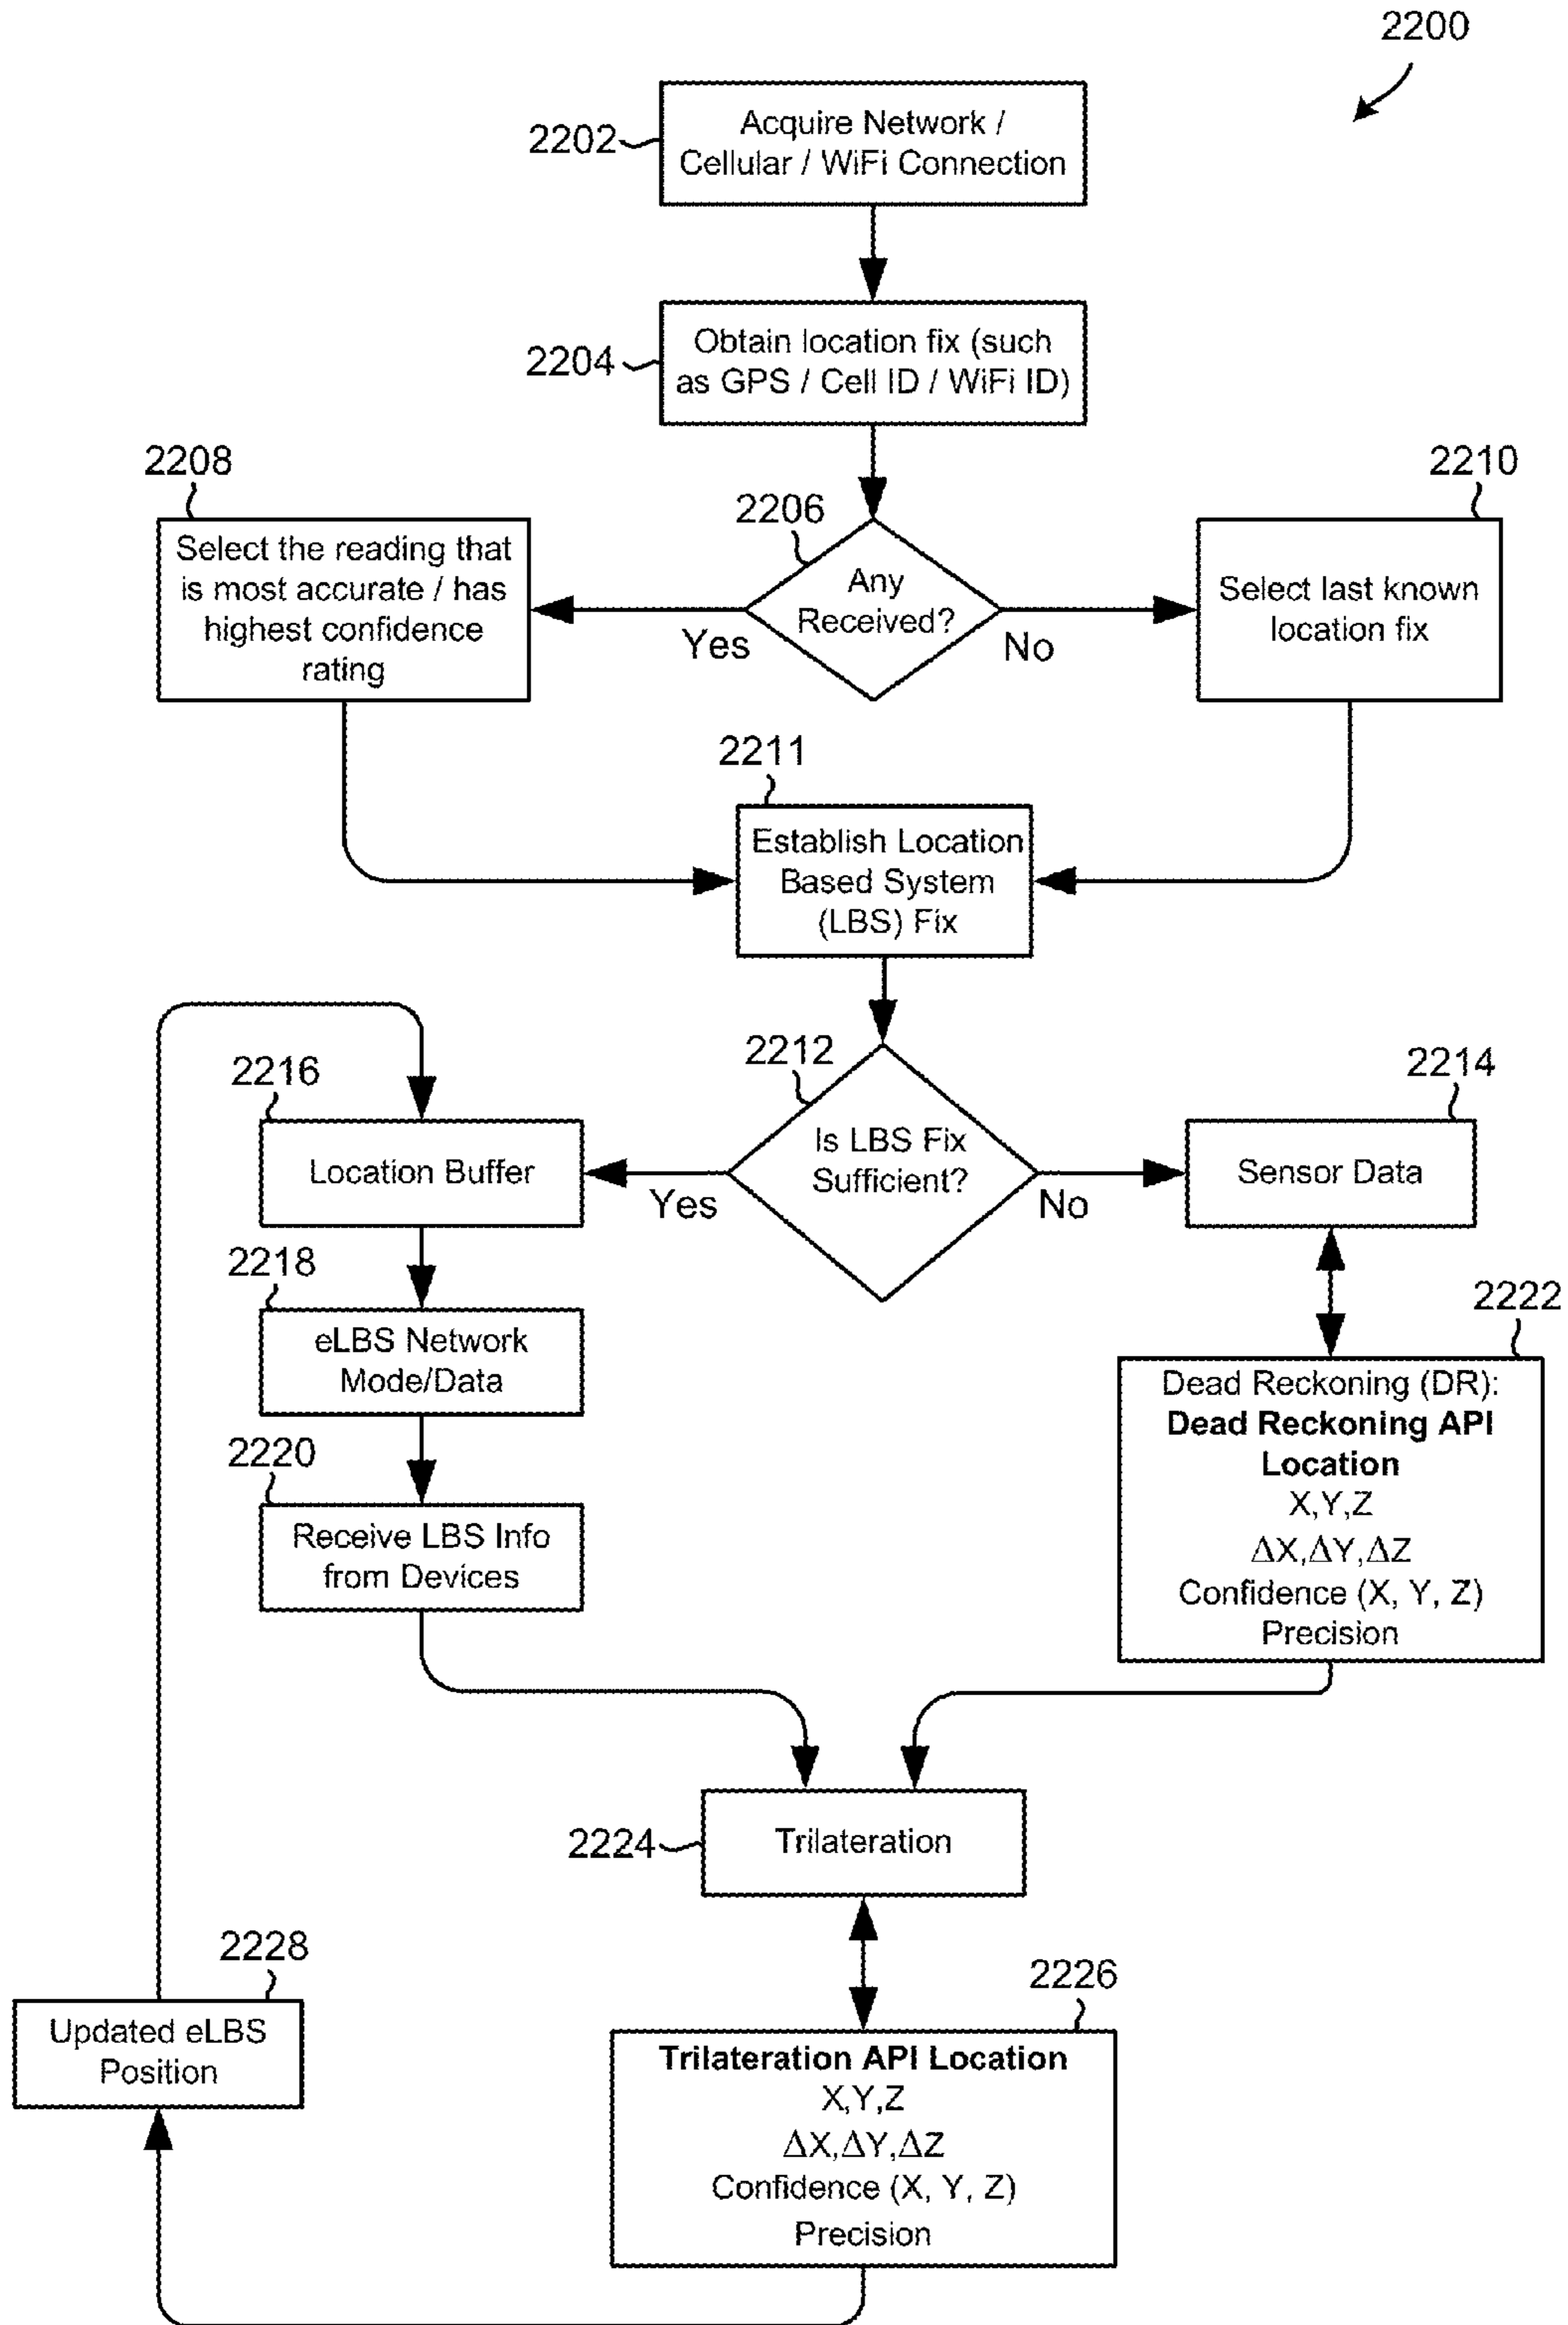 2200
2202
Acquire Network /
Cellular / WiFi Connection
2204
Obtain location fix (such
as GPS / Cell ID / WiFi ID)
2208
Select the reading that
is most accurate / has
highest confidence
rating
2206
Any
Received?
Yes
No
2210
Select last known
location fix
2211
Establish Location
Based System
(LBS) Fix
2212
Is LBS Fix
Sufficient?
Yes
No
2216
Location Buffer
2214
Sensor Data
2218
eLBS Network
Mode/Data
2220
Receive LBS Info
from Devices
2222
Dead Reckoning (DR):
Dead Reckoning API
Location
X,Y,Z
ΔX,ΔY,ΔZ
Confidence (X, Y, Z)
Precision
2224
Trilateration
2226
Trilateration API Location
X,Y,Z
ΔX,ΔY,ΔZ
Confidence (X, Y, Z)
Precision
2228
Updated eLBS
Position